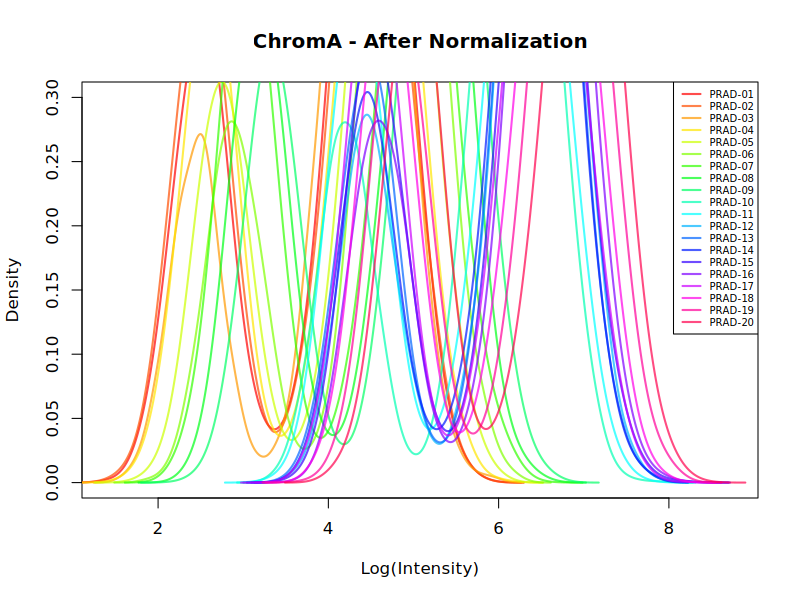 ChromA - After Normalization
0.30
0.25
0.20
0.15
0.10
0.05
0.00
Density
2
4
6
8
Log(Intensity)
PRAD-01
PRAD-02
PRAD-03
PRAD-04
PRAD-05
PRAD-06
PRAD-07
PRAD-08
PRAD-09
PRAD-10
PRAD-11
PRAD-12
PRAD-13
PRAD-14
PRAD-15
PRAD-16
PRAD-17
PRAD-18
PRAD-19
PRAD-20